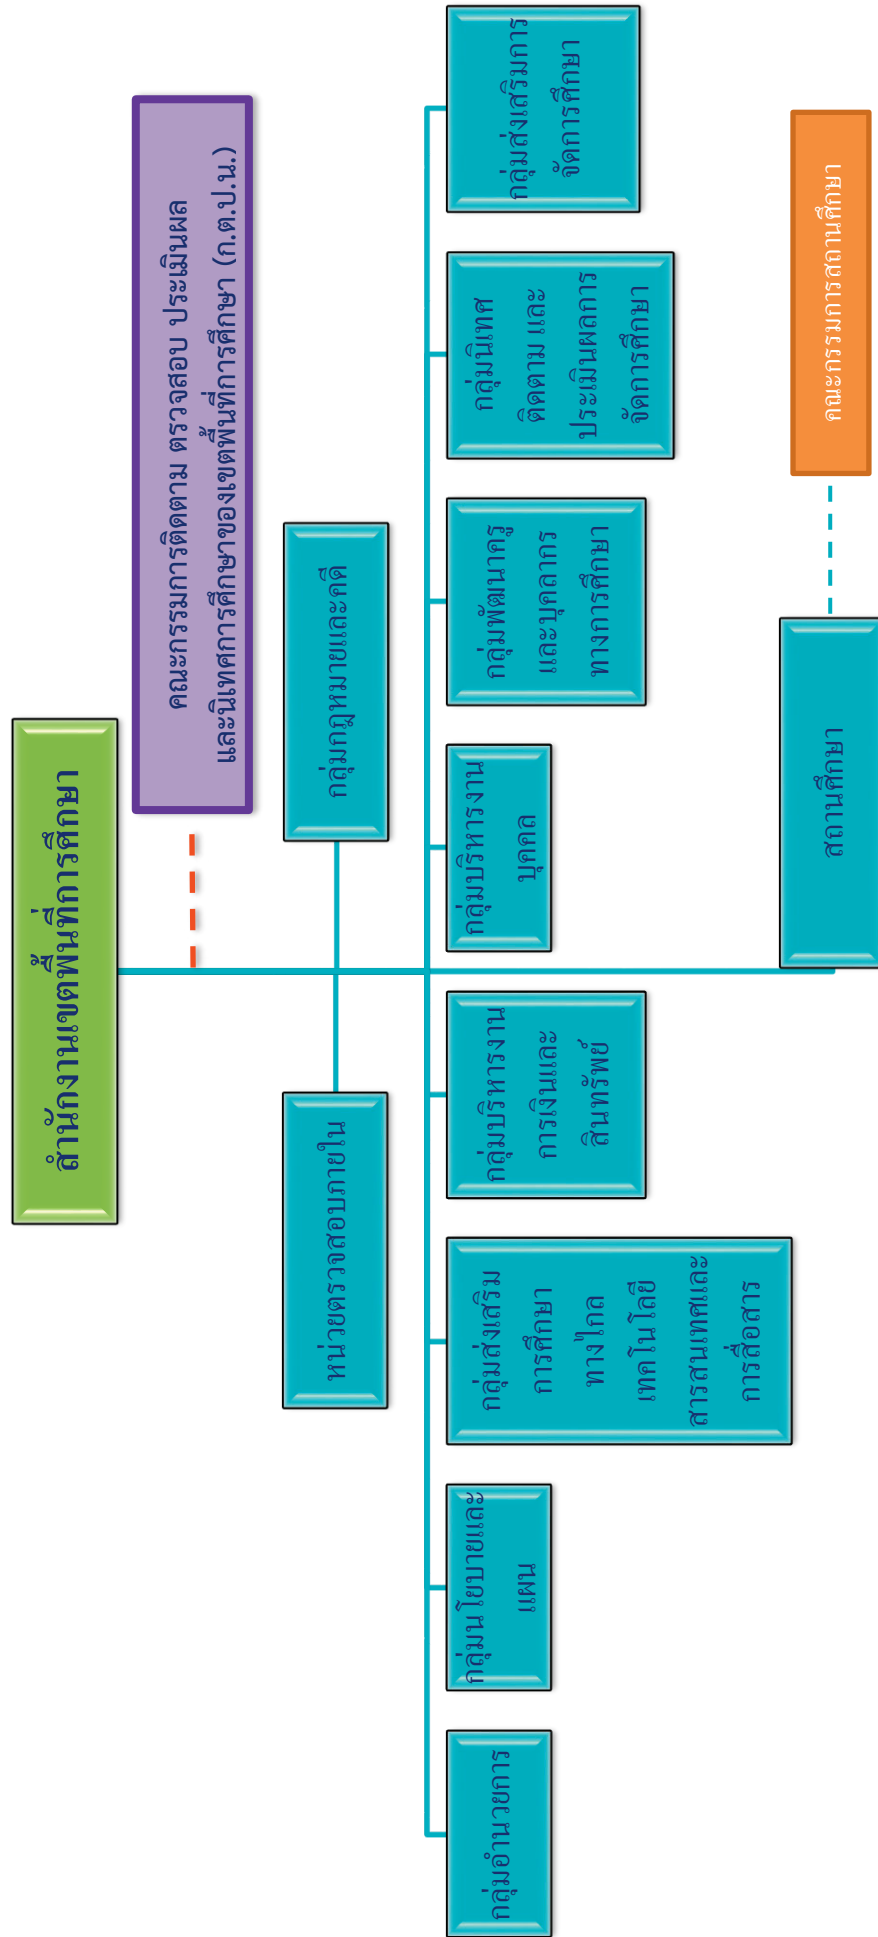 สำนักงานเขตพื้นที่การศึกษา
คณะกรรมการติดตาม ตรวจสอบ ประเมินผล
และนิเทศการศึกษาของเขตพื้นที่การศึกษา (ก.ต.ป.น.)
หน่วยตรวจสอบภายใน
กลุ่มกฎหมายและคดี
กลุ่มอำนวยการ
กลุ่มนโยบายและ
แผน
กลุ่มส่งเสริม
การศึกษา
ทางไกล
เทคโนโลยี
สารสนเทศและ
การสื่อสาร
กลุ่มบริหารงาน
การเงินและ
สินทรัพย์
กลุ่มบริหารงาน
บุคคล
กลุ่มพัฒนาครู
และบุคลากร
ทางการศึกษา
กลุ่มนิเทศ
ติดตาม และ
ประเมินผลการ
จัดการศึกษา
กลุ่มส่งเสริมการ
จัดการศึกษา
สถานศึกษา
คณะกรรมการสถานศึกษา